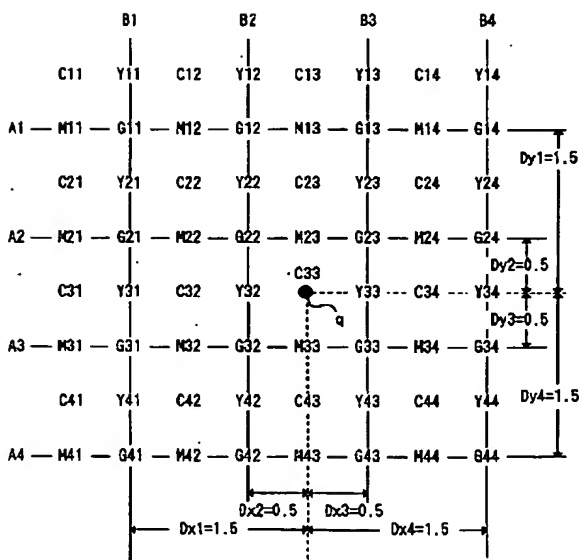 B1 B2 B3 B4
C11 Y11 C12 Y12 C13 Y13 C14 Y14
A1 M11 G11 M12 G12 M13 G13 M14 G14
Dy1=1.5
C21 Y21 C22 Y22 C23 Y23 C24 Y24
A2 M21 G21 M22 G22 M23 G23 M24 G24
Dy2=0.5
C33
C31 Y31 C32 Y32 Y33 C34 Y34
q
Dy3=0.5
A3 M31 G31 M32 G32 M33 G33 M34 G34
Dy4=1.5
C41 Y41 C42 Y42 C43 Y43 C44 Y44
A4 M41 G41 M42 G42 M43 G43 M44 G44
Dx2=0.5 Dx3=0.5
Dx1=1.5 Dx4=1.5